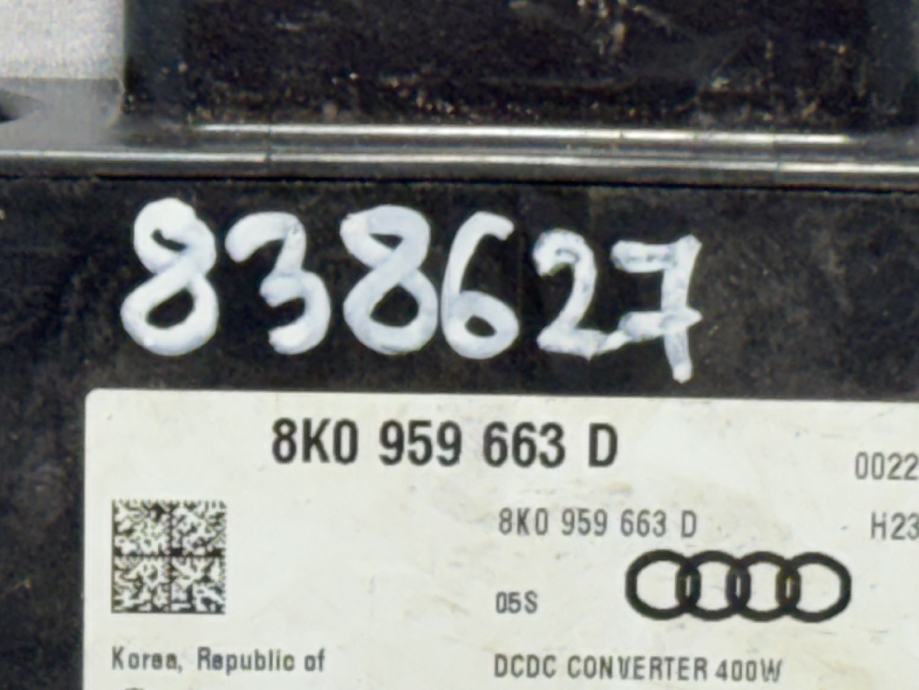 838627
8K0 959 663 D
0022
8K0 959 663 D
H23
05S
Korea, Republic of
DCDC CONVERTER 400W